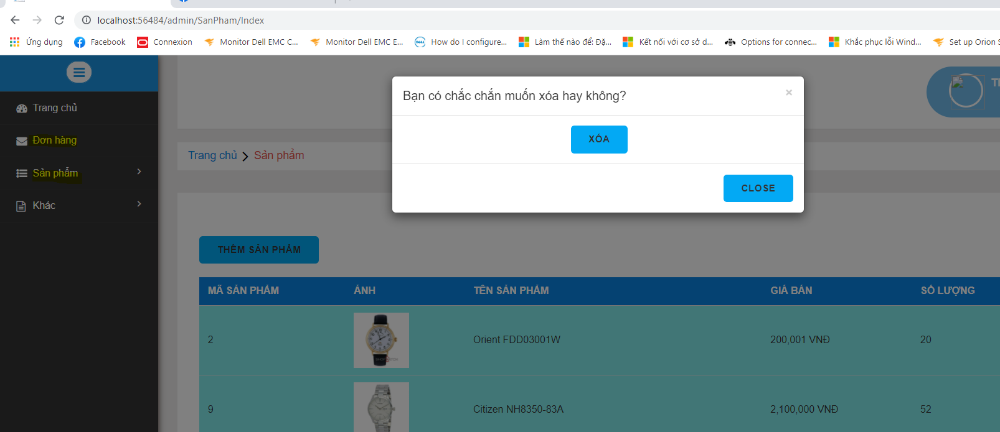 localhost:56484/admin/SanPham/Index
Ứng dụng Facebook Connexion Monitor Dell EMC C... Monitor Dell EMC E... How do I configure... Làm thế nào để: Đặ... Kết nối với cơ sở d... Options for connec... Khắc phục lỗi Wind... Set up Orion S
Bạn có chắc chắn muốn xóa hay không? ×
XÓA
CLOSE
Trang chủ
Đơn hàng
Sản phẩm
Khác
Trang chủ > Sản phẩm
THÊM SẢN PHẨM
MÃ SẢN PHẨM ẢNH TÊN SẢN PHẨM GIÁ BÁN SỐ LƯỢNG
2 Orient FDD03001W 200,001 VNĐ 20
9 Citizen NH8350-83A 2,100,000 VNĐ 52